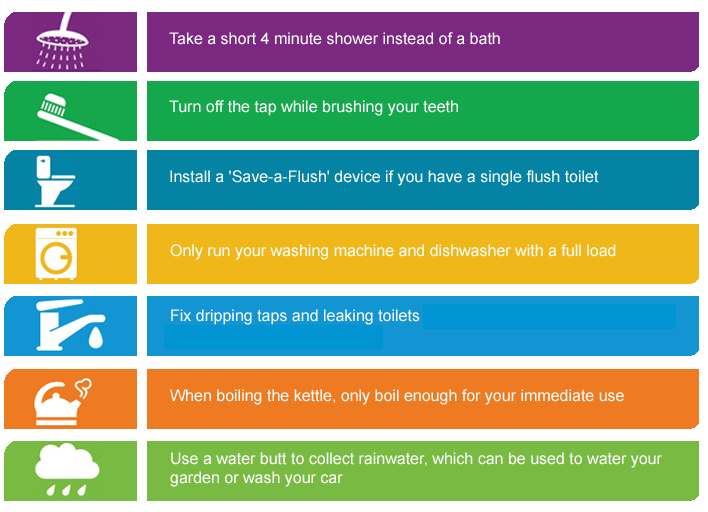 Take a short 4 minute shower instead of a bath
Turn off the tap while brushing your teeth
Install a 'Save-a-Flush' device if you have a single flush toilet
Only run your washing machine and dishwasher with a full load
Fix dripping taps and leaking toilets
When boiling the kettle, only boil enough for your immediate use
Use a water butt to collect rainwater, which can be used to water your
garden or wash your car